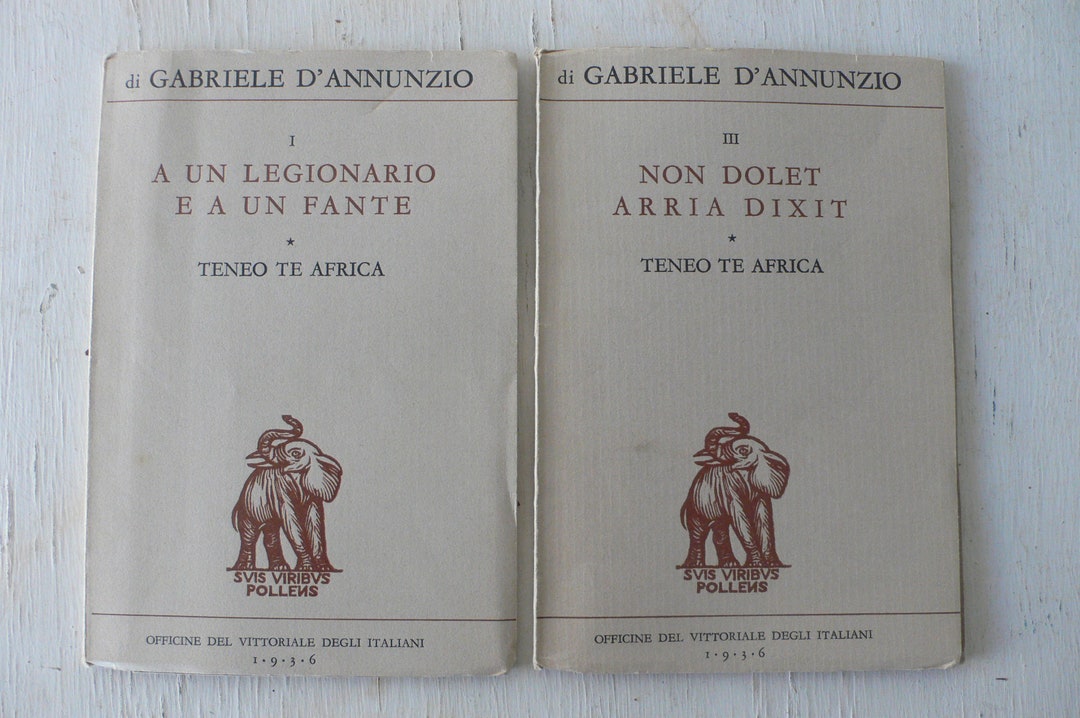 di GABRIELE D'ANNUNZIO
I
A UN LEGIONARIO
E A UN FANTE
★
TENEO TE AFRICA
SVIS VIRIBVS
POLLENS
OFFICINE DEL VITTORIALE DEGLI ITALIANI
1·9·3·6
di GABRIELE D'ANNUNZIO
III
NON DOLET
ARRIA DIXIT
★
TENEO TE AFRICA
SVIS VIRIBVS
POLLENS
OFFICINE DEL VITTORIALE DEGLI ITALIANI
1·9·3·6